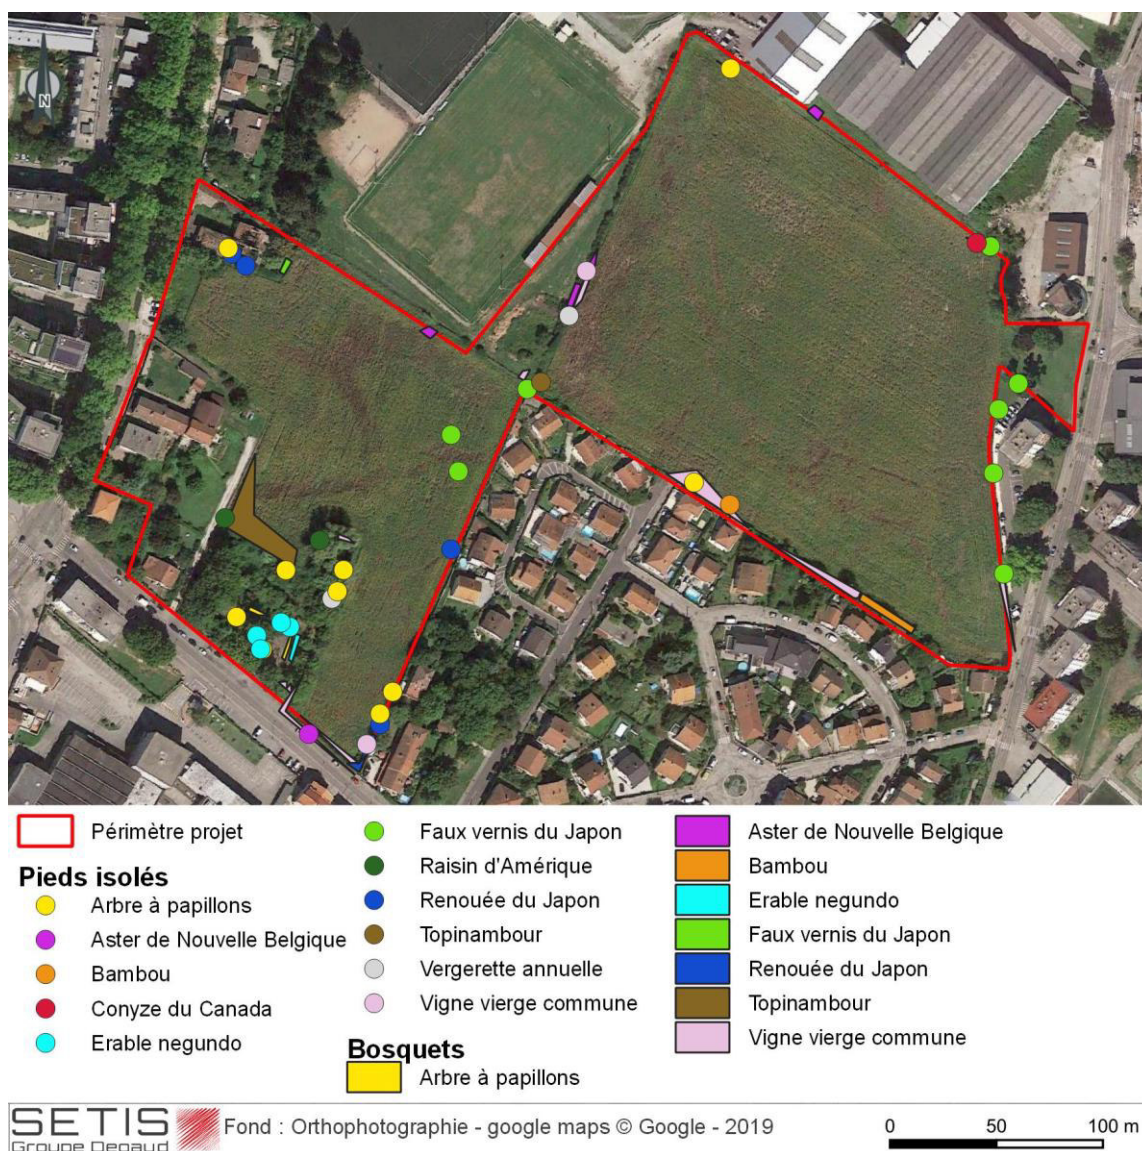 N
Périmètre projet
Pieds isolés
Arbre à papillons
Aster de Nouvelle Belgique
Bambou
Conyze du Canada
Erable negundo
Faux vernis du Japon
Raisin d'Amérique
Renouée du Japon
Topinambour
Vergerette annuelle
Vigne vierge commune
Bosquets
Arbre à papillons
Aster de Nouvelle Belgique
Bambou
Erable negundo
Faux vernis du Japon
Renouée du Japon
Topinambour
Vigne vierge commune
SETIS
Groupe Degaud
Fond : Orthophotographie - google maps © Google - 2019
0 50 100 m